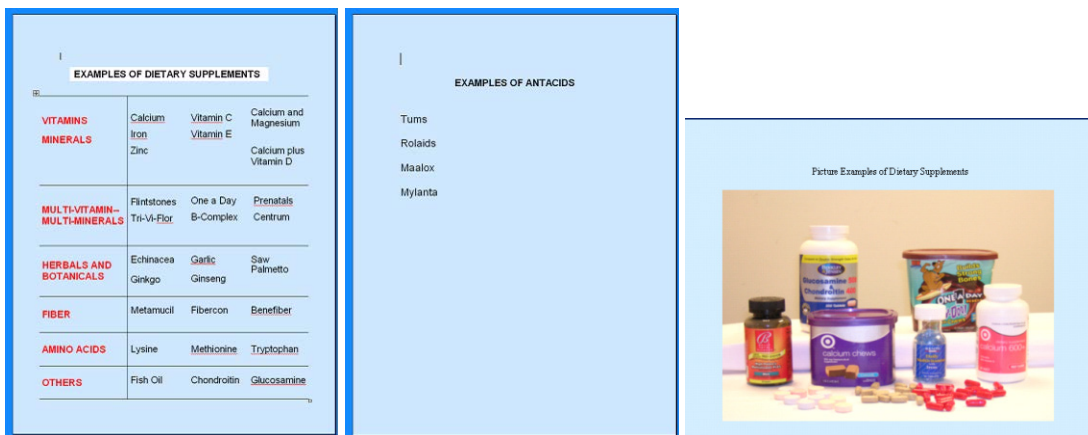 EXAMPLES OF DIETARY SUPPLEMENTS
VITAMINS
MINERALS
Calcium Vitamin C Calcium and Magnesium
Iron Vitamin E
Zinc Calcium plus Vitamin D
MULTI-VITAMIN--
MULTI-MINERALS
Flintstones One a Day Prenatals
Tri-Vi-Flor B-Complex Centrum
HERBALS AND
BOTANICALS
Echinacea Garlic Saw Palmetto
Ginkgo Ginseng
FIBER Metamucil Fibercon Benefiber
AMINO ACIDS Lysine Methionine Tryptophan
OTHERS Fish Oil Chondroitin Glucosamine
EXAMPLES OF ANTACIDS
Tums
Rolaids
Maalox
Mylanta
Picture Examples of Dietary Supplements
Glucosamine
&
Chondroitin
ONE A DAY
calcium chews
calcium 600